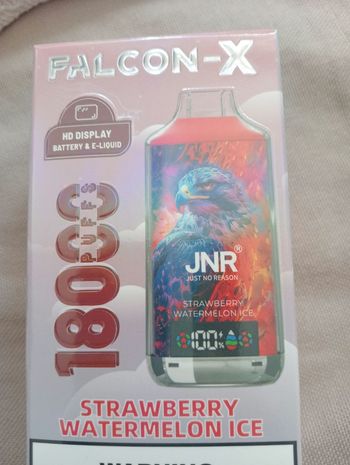 FALCON-X
HD DISPLAY
BATTERY & E-LIQUID
18000
PUFFS
JNR®
JUST NO REASON
STRAWBERRY
WATERMELON ICE
100%
STRAWBERRY
WATERMELON ICE
WARNING